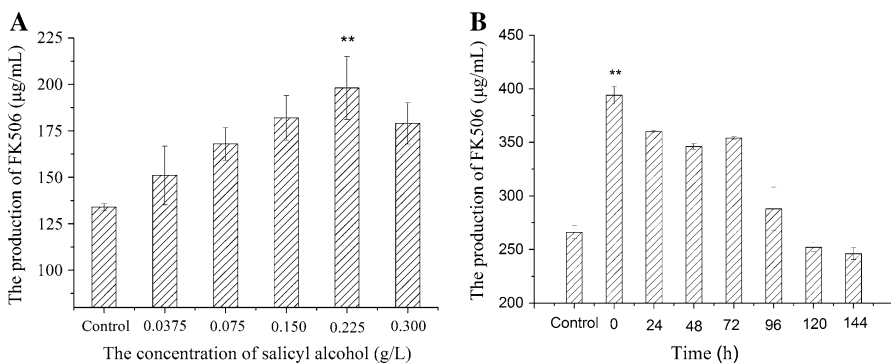 A
The production of FK506 (μg/mL)
225
200
175
150
125
100
**
Control 0.0375 0.075 0.150 0.225 0.300
The concentration of salicyl alcohol (g/L)
B
The production of FK506 (μg/mL)
450
400
350
300
250
200
**
Control 0 24 48 72 96 120 144
Time (h)